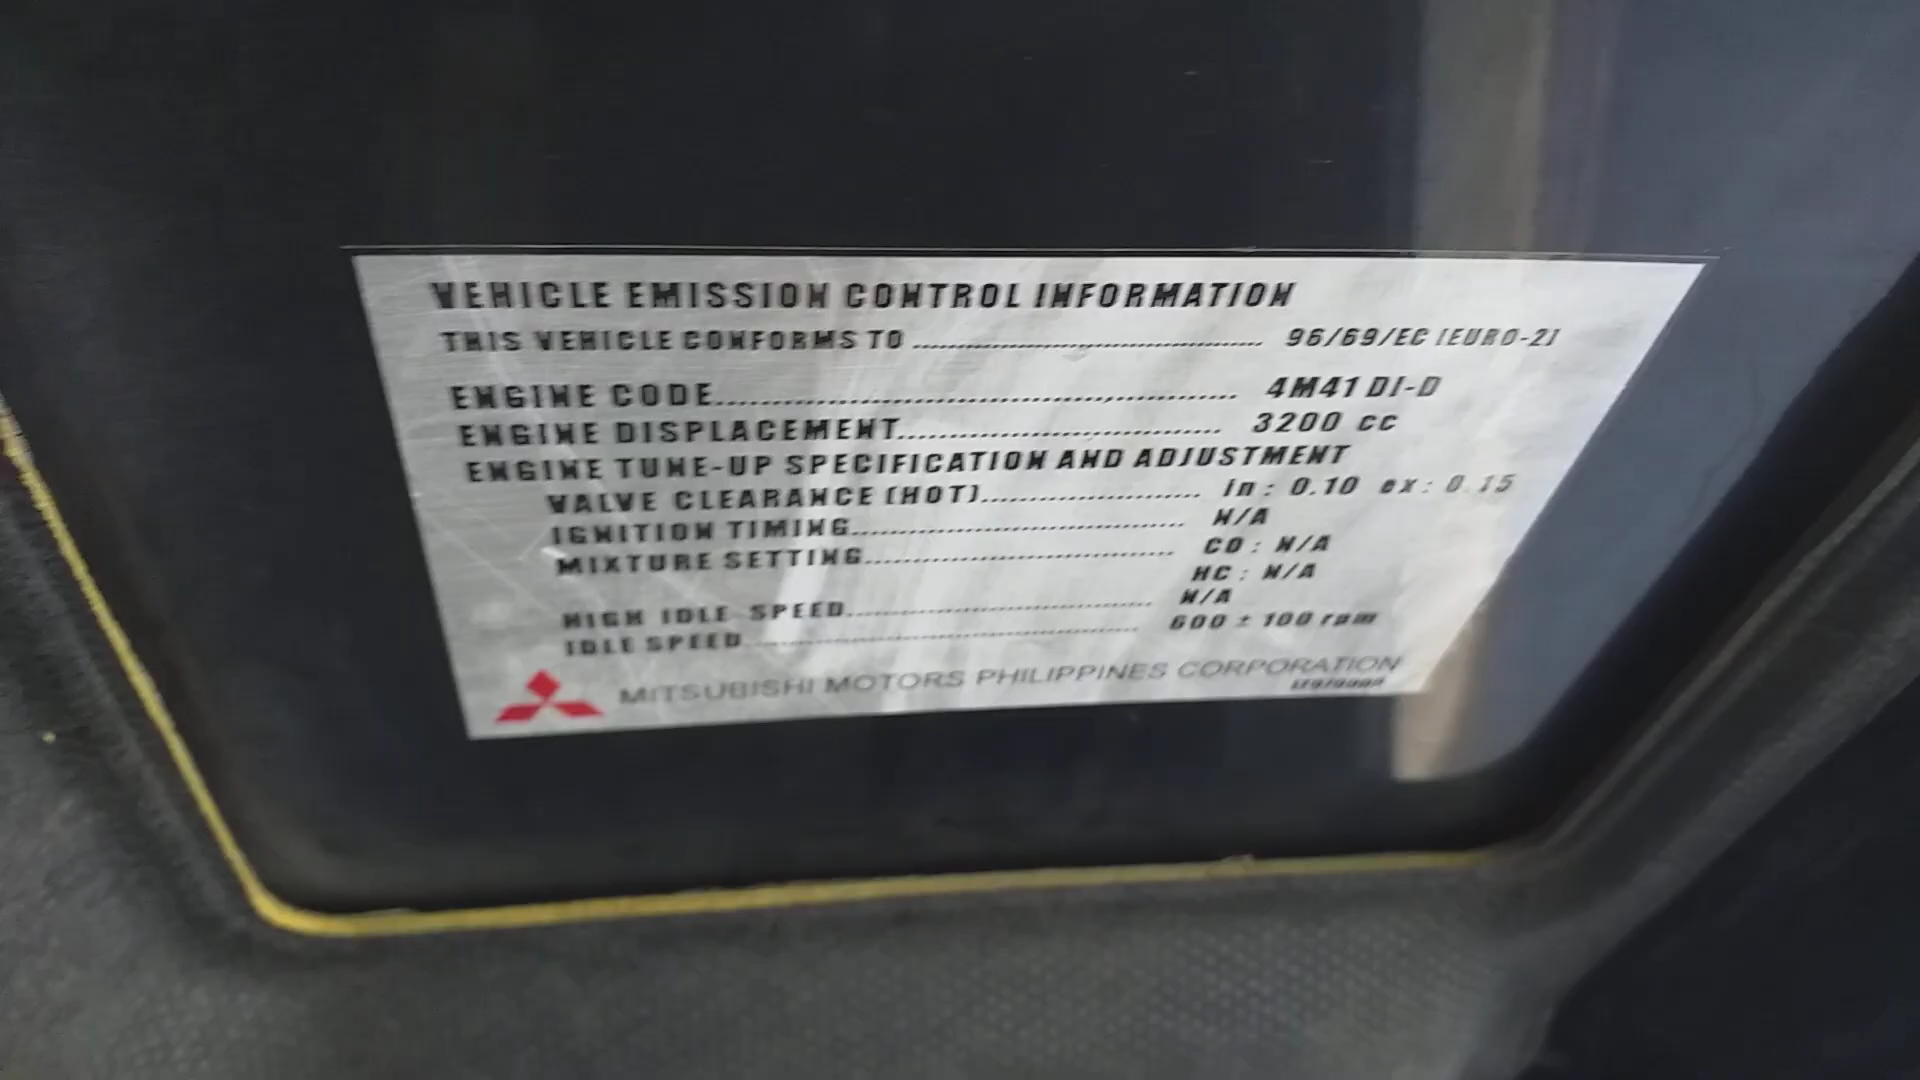 VEHICLE EMISSION CONTROL INFORMATION
THIS VEHICLE CONFORMS TO ........................................ 96/69/EC [EURO-2]
ENGINE CODE............................................................ 4M41 DI-D
ENGINE DISPLACEMENT..................................... 3200 cc
ENGINE TUNE-UP SPECIFICATION AND ADJUSTMENT
VALVE CLEARANCE (HOT)......................... in : 0.10 ex : 0.15
IGNITION TIMING....................................... N/A
MIXTURE SETTING.................................... CO : N/A
HC : N/A
HIGH IDLE SPEED..................................... N/A
IDLE SPEED.............................................. 600 ± 100 rpm
MITSUBISHI MOTORS PHILIPPINES CORPORATION